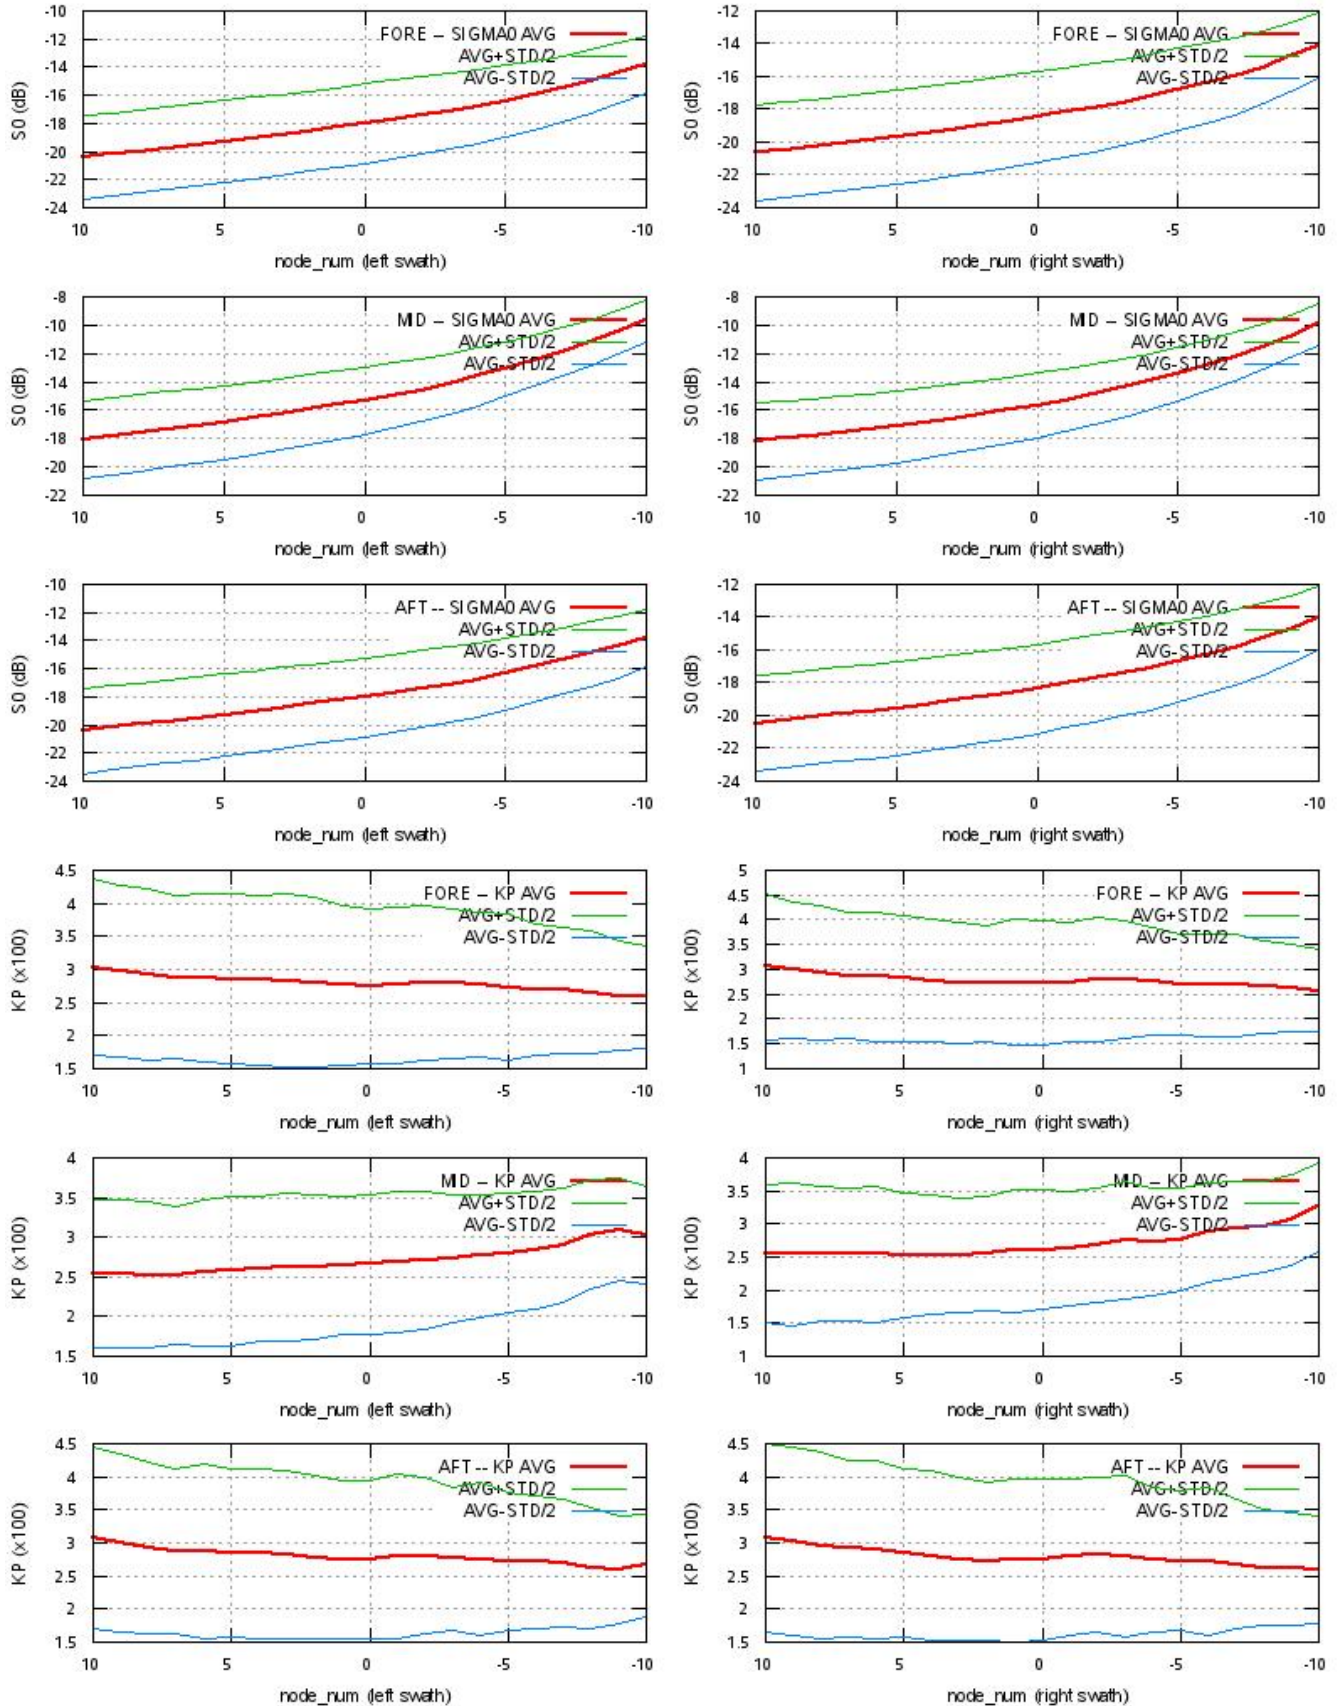 -10
-12
-14
-16
-18
-20
-22
-24
S0 (dB)
FORE -- SIGMA0 AVG
AVG+STD/2
AVG-STD/2
10 5 0 -5 -10
node_num (left swath)
-12
-14
-16
-18
-20
-22
-24
S0 (dB)
FORE -- SIGMA0 AVG
AVG+STD/2
AVG-STD/2
10 5 0 -5 -10
node_num (right swath)
-8
-10
-12
-14
-16
-18
-20
-22
S0 (dB)
MID -- SIGMA0 AVG
AVG+STD/2
AVG-STD/2
10 5 0 -5 -10
node_num (left swath)
-8
-10
-12
-14
-16
-18
-20
-22
S0 (dB)
MID -- SIGMA0 AVG
AVG+STD/2
AVG-STD/2
10 5 0 -5 -10
node_num (right swath)
-10
-12
-14
-16
-18
-20
-22
-24
S0 (dB)
AFT -- SIGMA0 AVG
AVG+STD/2
AVG-STD/2
10 5 0 -5 -10
node_num (left swath)
-12
-14
-16
-18
-20
-22
-24
S0 (dB)
AFT -- SIGMA0 AVG
AVG+STD/2
AVG-STD/2
10 5 0 -5 -10
node_num (right swath)
4.5
4
3.5
3
2.5
2
1.5
KP (x100)
FORE -- KP AVG
AVG+STD/2
AVG-STD/2
10 5 0 -5 -10
node_num (left swath)
5
4.5
4
3.5
3
2.5
2
1.5
1
KP (x100)
FORE -- KP AVG
AVG+STD/2
AVG-STD/2
10 5 0 -5 -10
node_num (right swath)
4
3.5
3
2.5
2
1.5
KP (x100)
MID -- KP AVG
AVG+STD/2
AVG-STD/2
10 5 0 -5 -10
node_num (left swath)
4
3.5
3
2.5
2
1.5
1
KP (x100)
MID -- KP AVG
AVG+STD/2
AVG-STD/2
10 5 0 -5 -10
node_num (right swath)
4.5
4
3.5
3
2.5
2
1.5
KP (x100)
AFT -- KP AVG
AVG+STD/2
AVG-STD/2
10 5 0 -5 -10
node_num (left swath)
4.5
4
3.5
3
2.5
2
1.5
KP (x100)
AFT -- KP AVG
AVG+STD/2
AVG-STD/2
10 5 0 -5 -10
node_num (right swath)